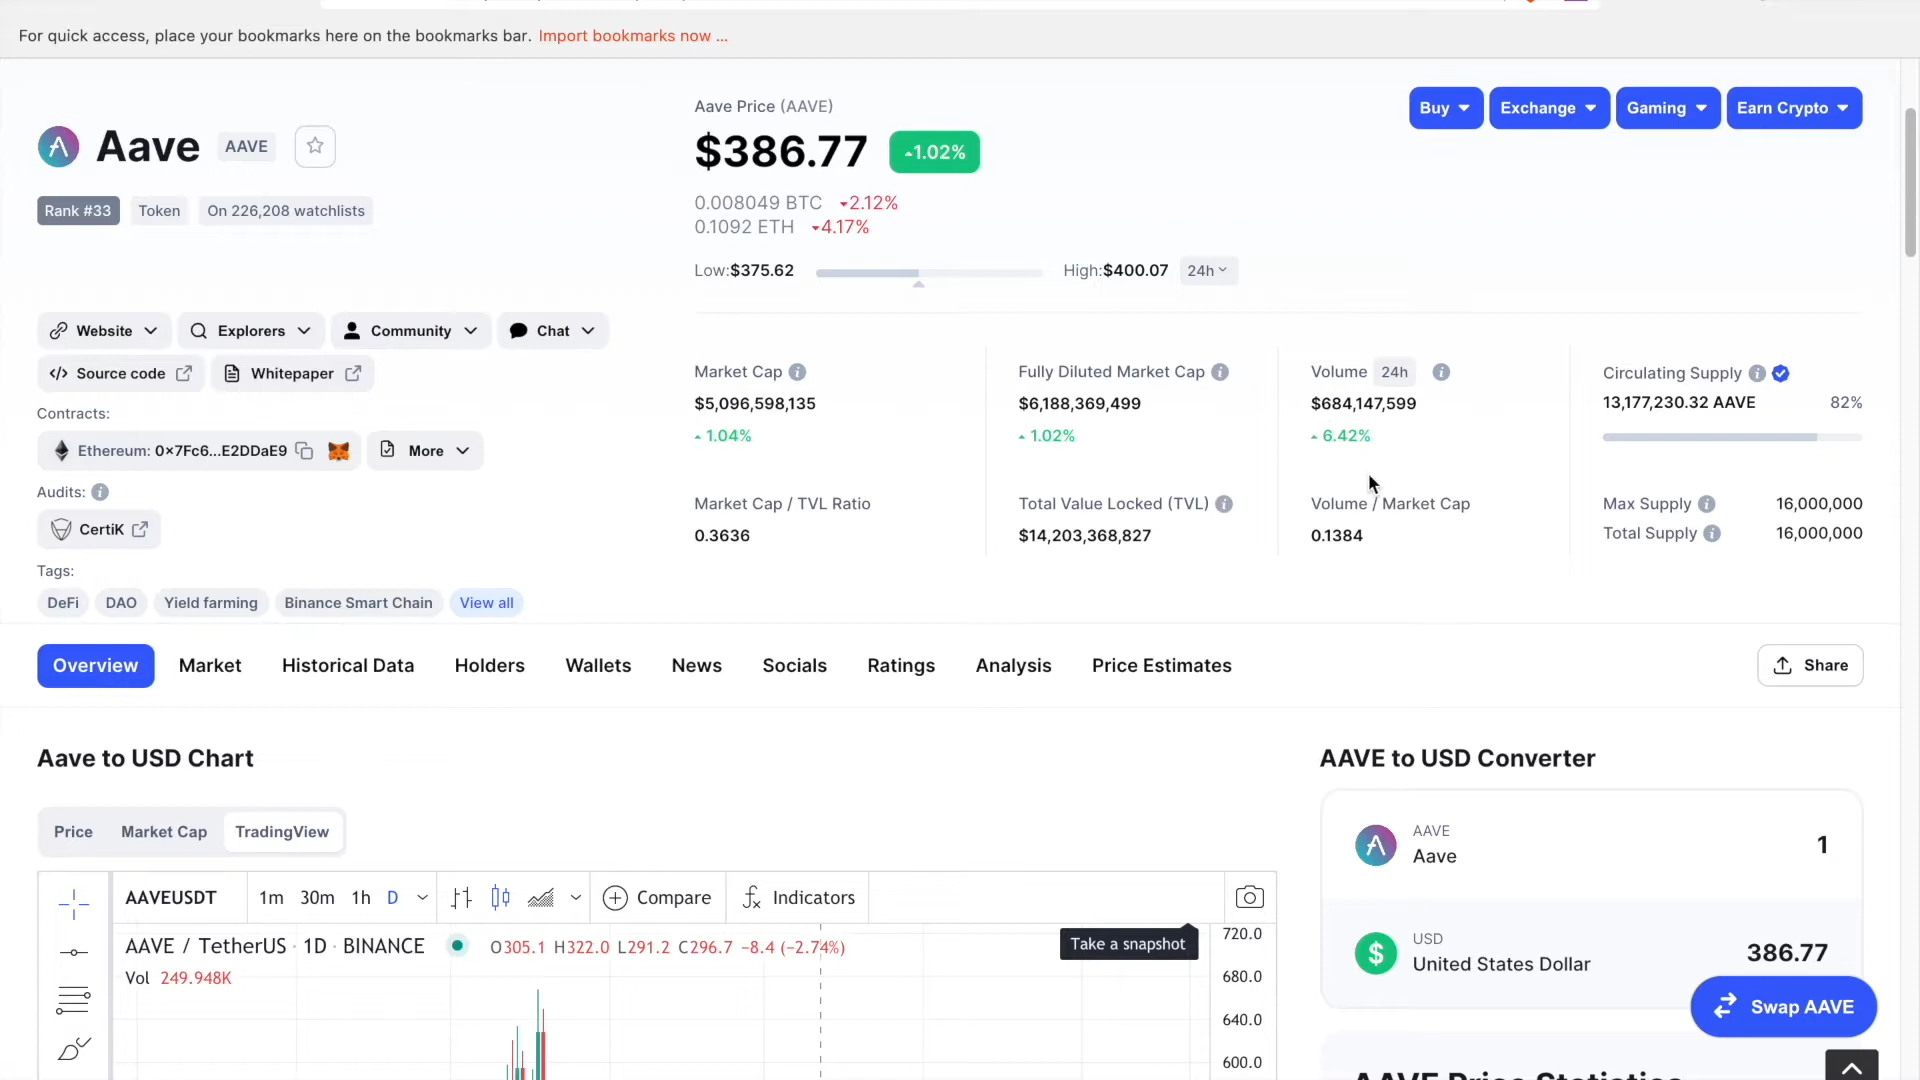 For quick access, place your bookmarks here on the bookmarks bar. Import bookmarks now ...
Aave AAVE
Rank #33 Token On 226,208 watchlists
Aave Price (AAVE)
$386.77 1.02%
0.008049 BTC 2.12%
0.1092 ETH 4.17%
Low:$375.62 High:$400.07 24h
Buy Exchange Gaming Earn Crypto
Website Explorers Community Chat
Source code Whitepaper
Contracts:
Ethereum: 0x7Fc6...E2DDaE9 More
Audits:
CertiK
Tags:
DeFi DAO Yield farming Binance Smart Chain View all
Market Cap
$5,096,598,135
1.04%
Fully Diluted Market Cap
$6,188,369,499
1.02%
Volume 24h
$684,147,599
6.42%
Circulating Supply
13,177,230.32 AAVE 82%
Market Cap / TVL Ratio
0.3636
Total Value Locked (TVL)
$14,203,368,827
Volume / Market Cap
0.1384
Max Supply 16,000,000
Total Supply 16,000,000
Overview Market Historical Data Holders Wallets News Socials Ratings Analysis Price Estimates Share
Aave to USD Chart
Price Market Cap TradingView
AAVEUSDT 1m 30m 1h D Compare Indicators
AAVE / TetherUS · 1D · BINANCE O305.1 H322.0 L291.2 C296.7 −8.4 (−2.74%)
Vol 249.948K
Take a snapshot
720.0
680.0
640.0
600.0
AAVE to USD Converter
AAVE
Aave 1
USD
United States Dollar 386.77
Swap AAVE
AAVE Price Statistics